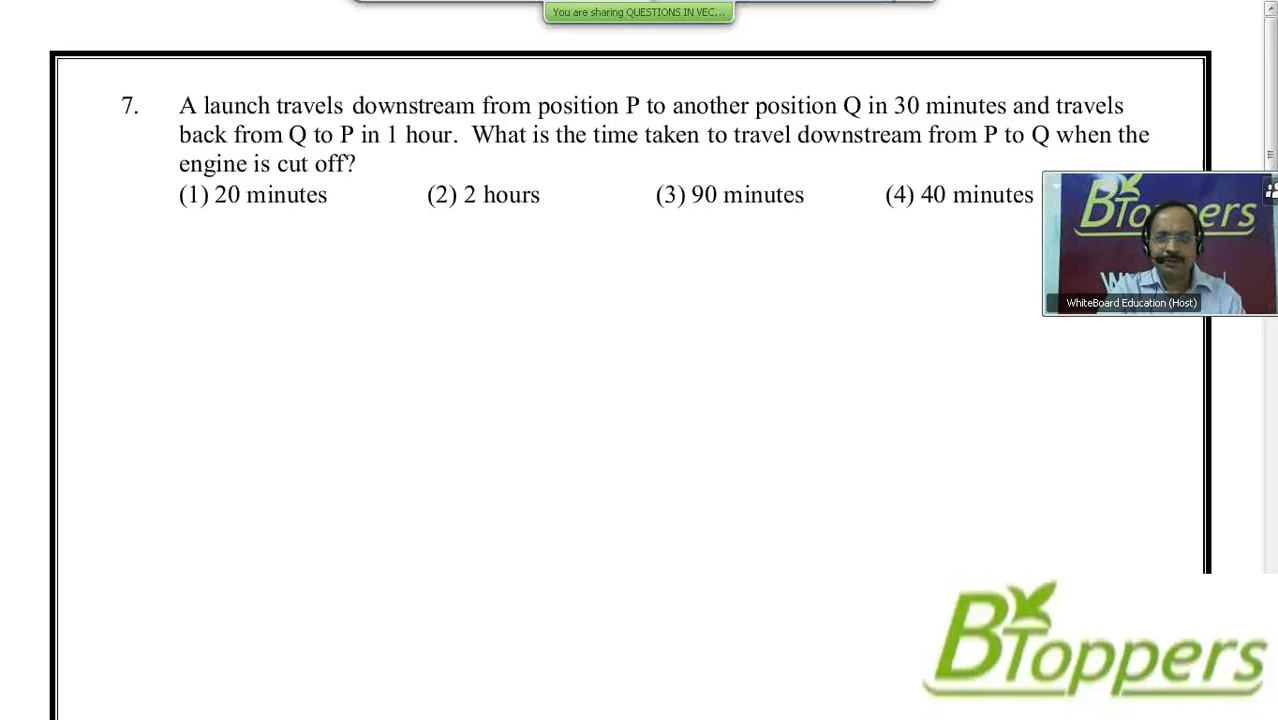 You are sharing QUESTIONS IN VEC...
7. A launch travels downstream from position P to another position Q in 30 minutes and travels
back from Q to P in 1 hour. What is the time taken to travel downstream from P to Q when the
engine is cut off?
(1) 20 minutes (2) 2 hours (3) 90 minutes (4) 40 minutes
BToppers
WhiteBoard Education (Host)
BToppers